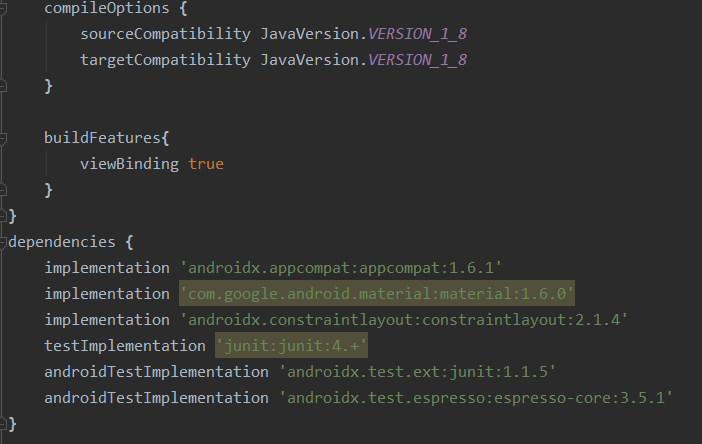 compileOptions {
sourceCompatibility JavaVersion.VERSION_1_8
targetCompatibility JavaVersion.VERSION_1_8
}
buildFeatures{
viewBinding true
}
}
dependencies {
implementation 'androidx.appcompat:appcompat:1.6.1'
implementation 'com.google.android.material:material:1.6.0'
implementation 'androidx.constraintlayout:constraintlayout:2.1.4'
testImplementation 'junit:junit:4.+'
androidTestImplementation 'androidx.test.ext:junit:1.1.5'
androidTestImplementation 'androidx.test.espresso:espresso-core:3.5.1'
}